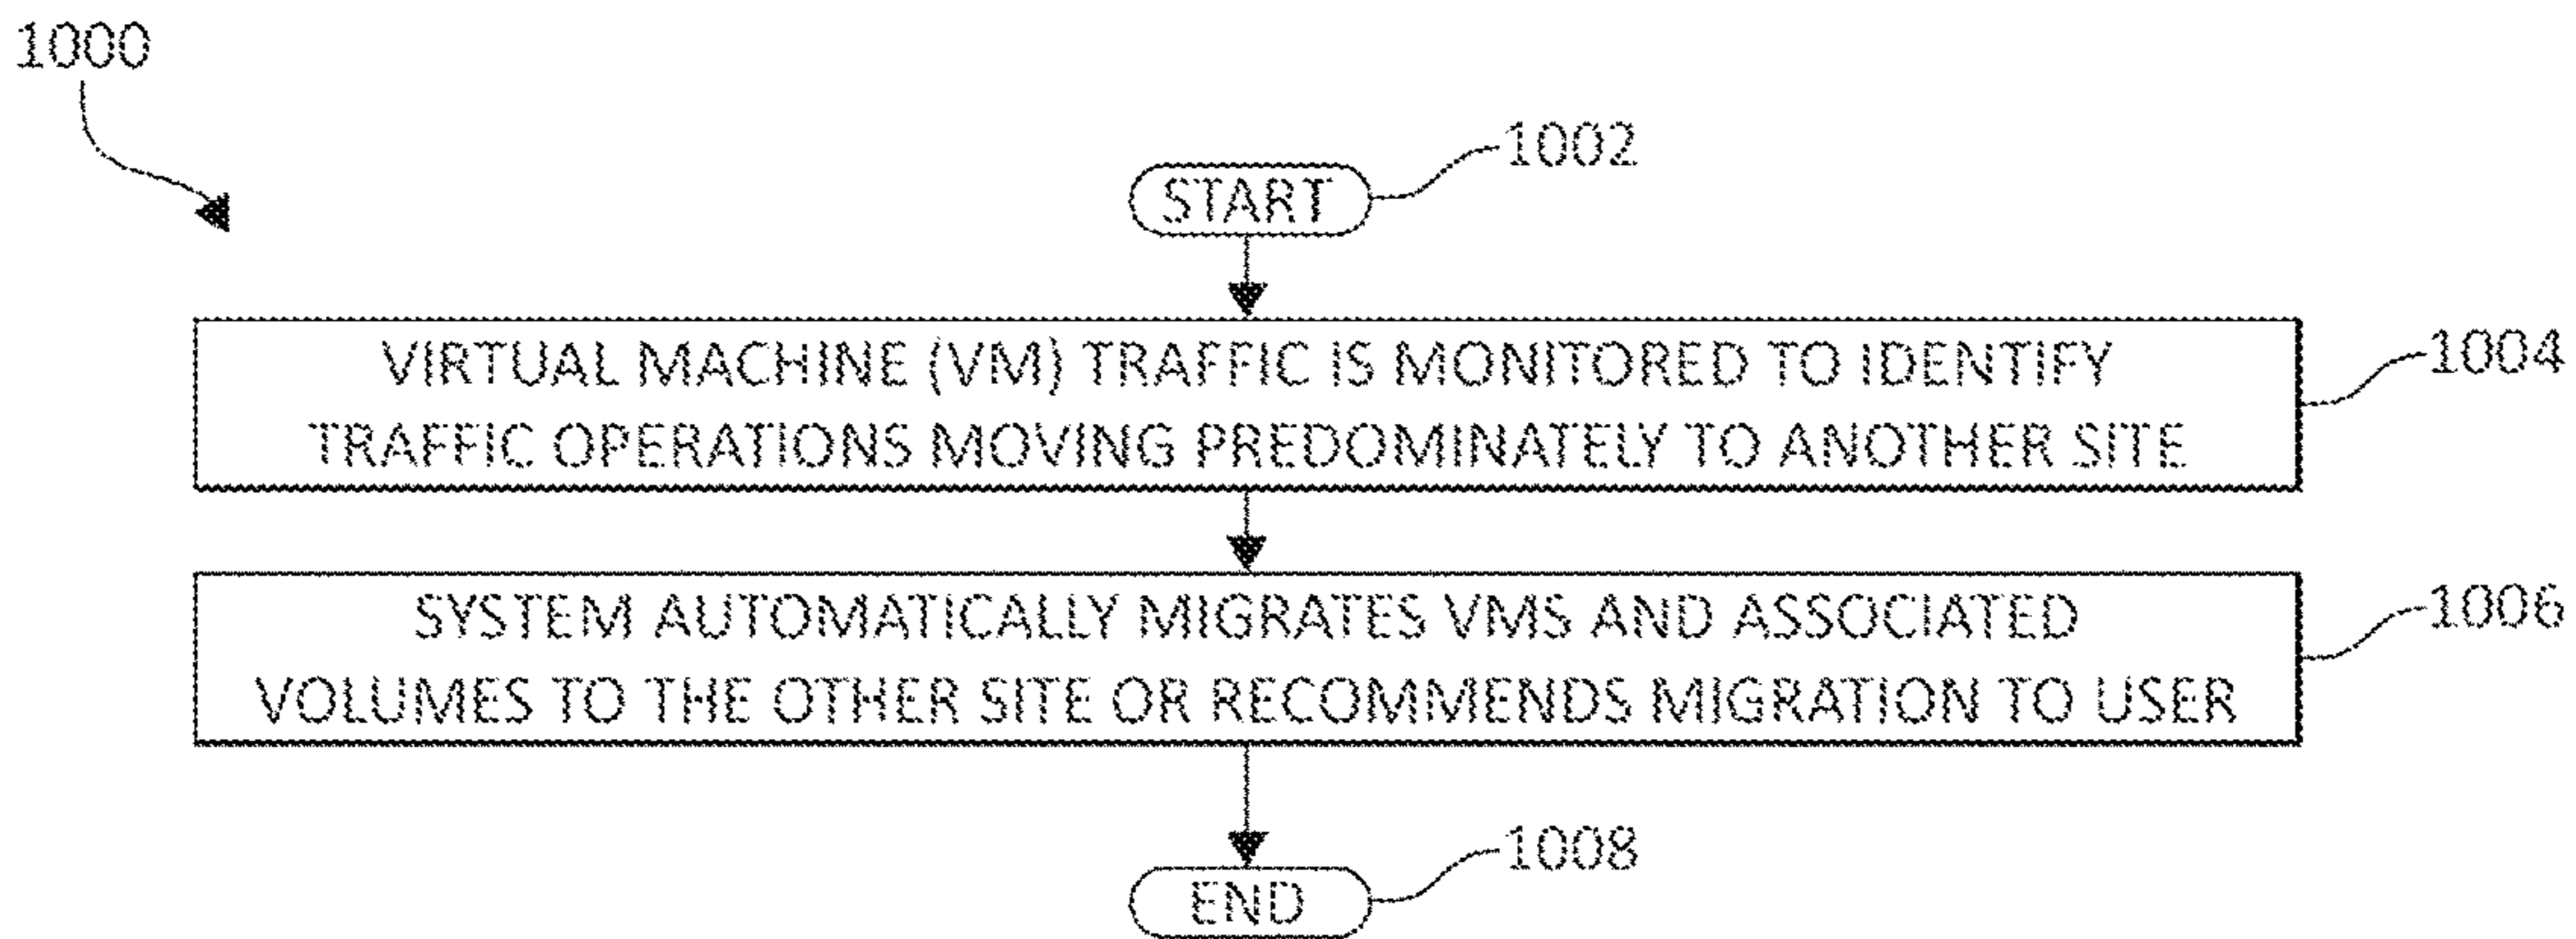 1000
1002
START
VIRTUAL MACHINE (VM) TRAFFIC IS MONITORED TO IDENTIFY
TRAFFIC OPERATIONS MOVING PREDOMINATELY TO ANOTHER SITE
1004
SYSTEM AUTOMATICALLY MIGRATES VMS AND ASSOCIATED
VOLUMES TO THE OTHER SITE OR RECOMMENDS MIGRATION TO USER
1006
1008
END